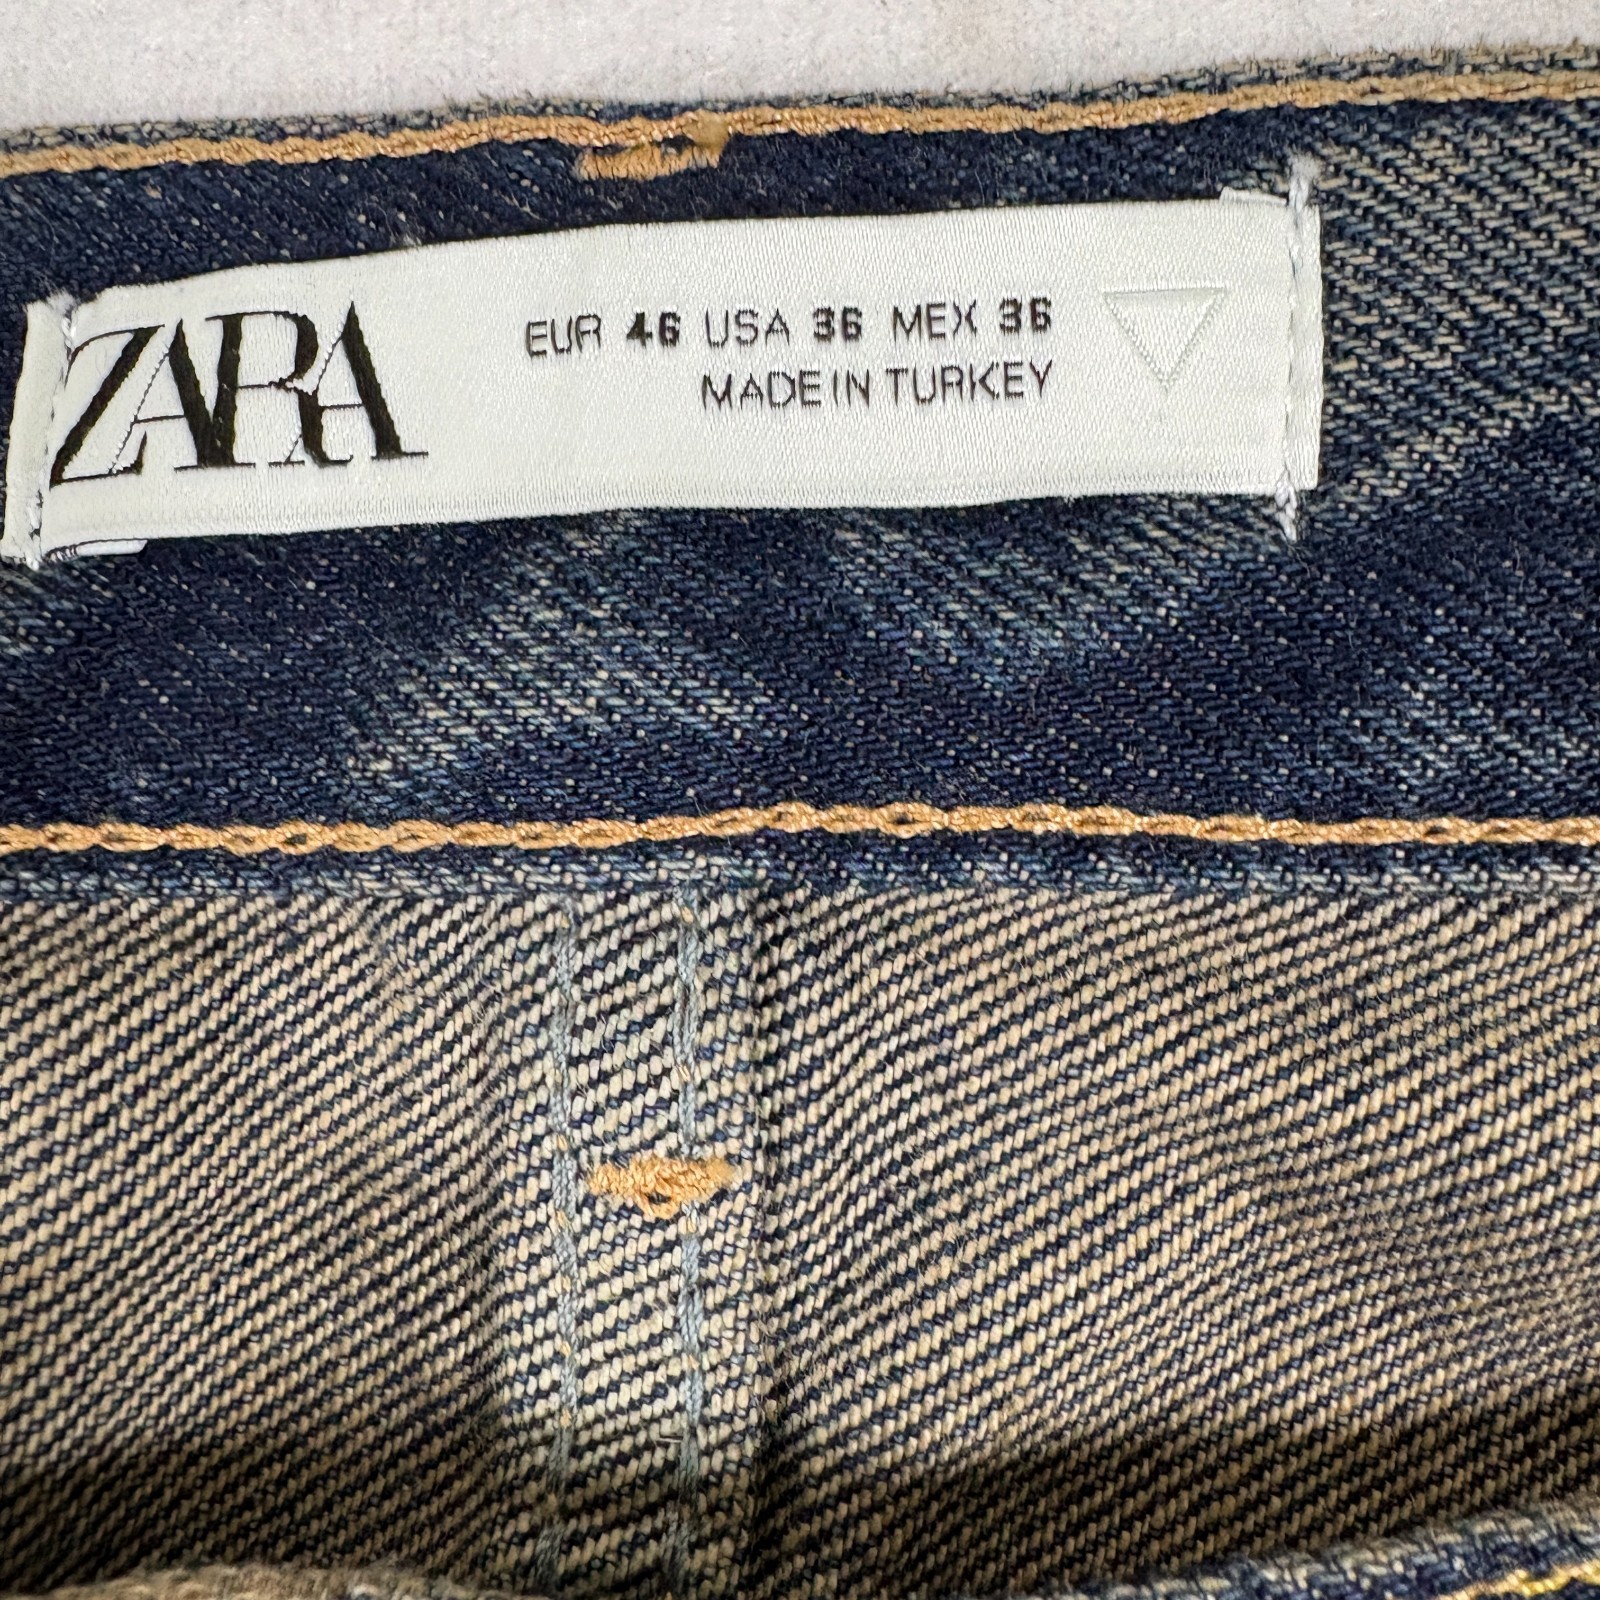 ZARA
EUR 46 USA 36 MEX 36
MADE IN TURKEY